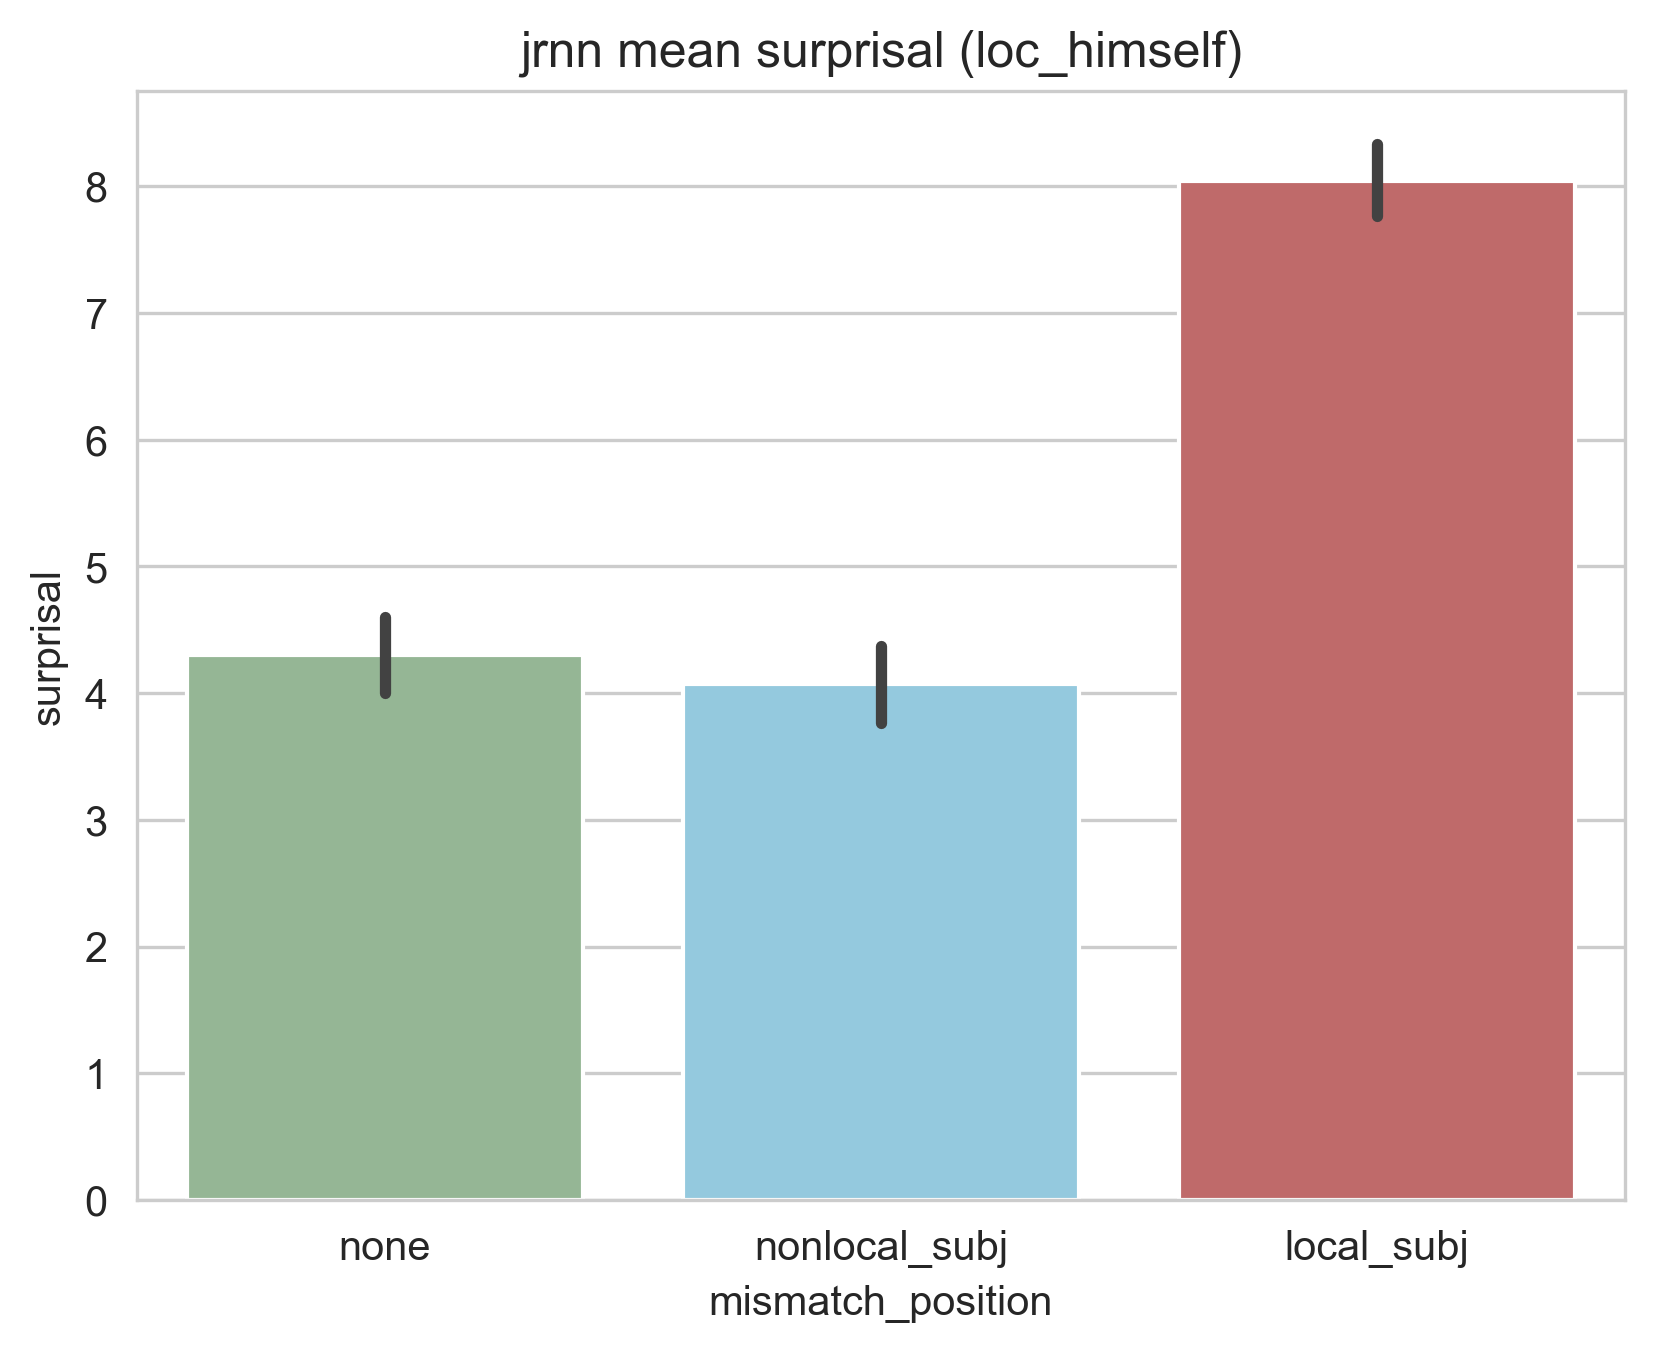 jrnn mean surprisal (loc_himself)
8
7
6
5
4
3
2
1
0
surprisal
none
nonlocal_subj
local_subj
mismatch_position